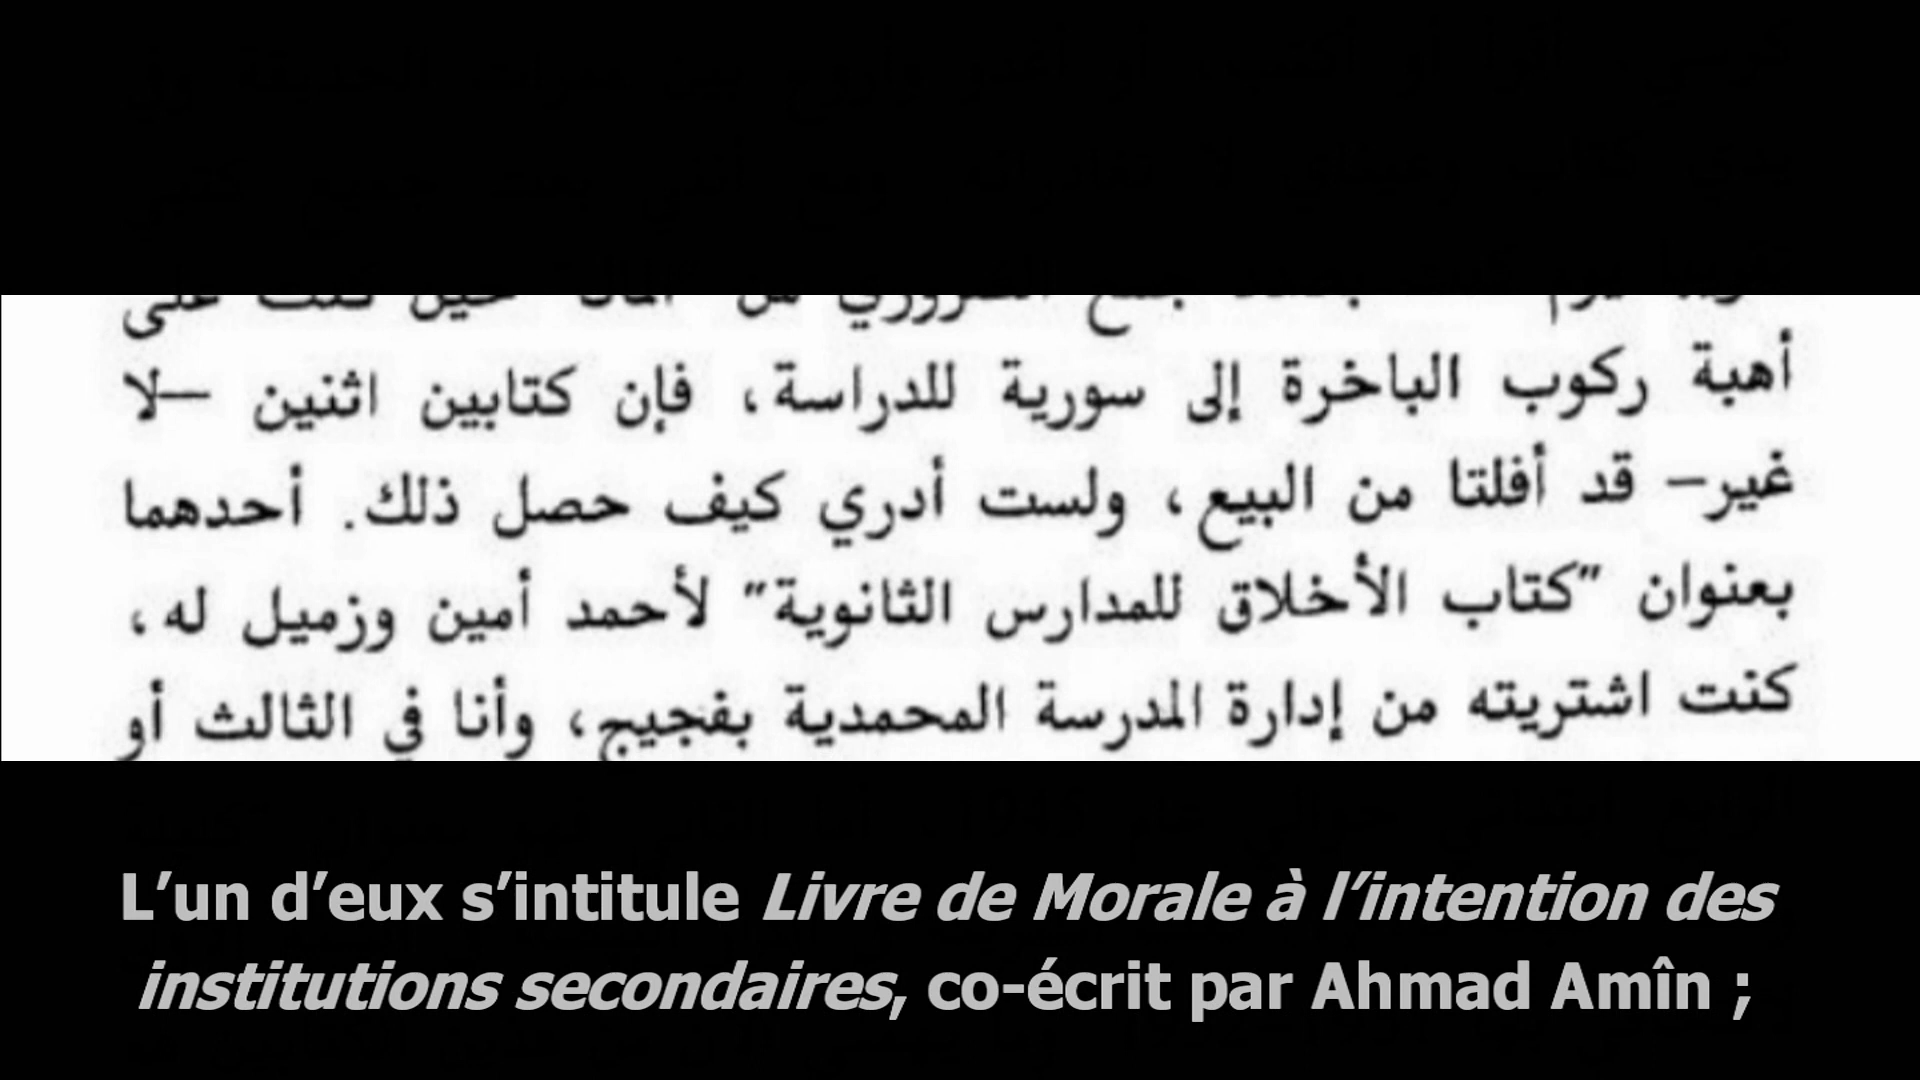 أهبة ركوب الباخرة إلى سورية للدراسة، فإن كتابين اثنين –لا
غير– قد أفلتا من البيع، ولست أدري كيف حصل ذلك. أحدهما
بعنوان "كتاب الأخلاق للمدارس الثانوية" لأحمد أمين وزميل له،
كنت اشتريته من إدارة المدرسة المحمدية بفجيج، وأنا في الثالث أو
L’un d’eux s’intitule Livre de Morale à l’intention des
institutions secondaires, co-écrit par Ahmad Amîn ;